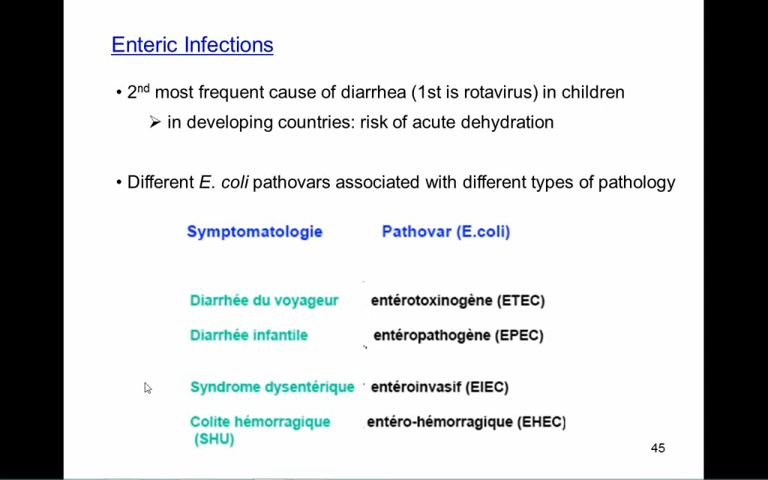 Enteric Infections
• 2nd most frequent cause of diarrhea (1st is rotavirus) in children
➢ in developing countries: risk of acute dehydration
• Different E. coli pathovars associated with different types of pathology
Symptomatologie Pathovar (E.coli)
Diarrhée du voyageur entérotoxinogène (ETEC)
Diarrhée infantile entéropathogène (EPEC)
Syndrome dysentérique entéroinvasif (EIEC)
Colite hémorragique entéro-hémorragique (EHEC)
(SHU)
45